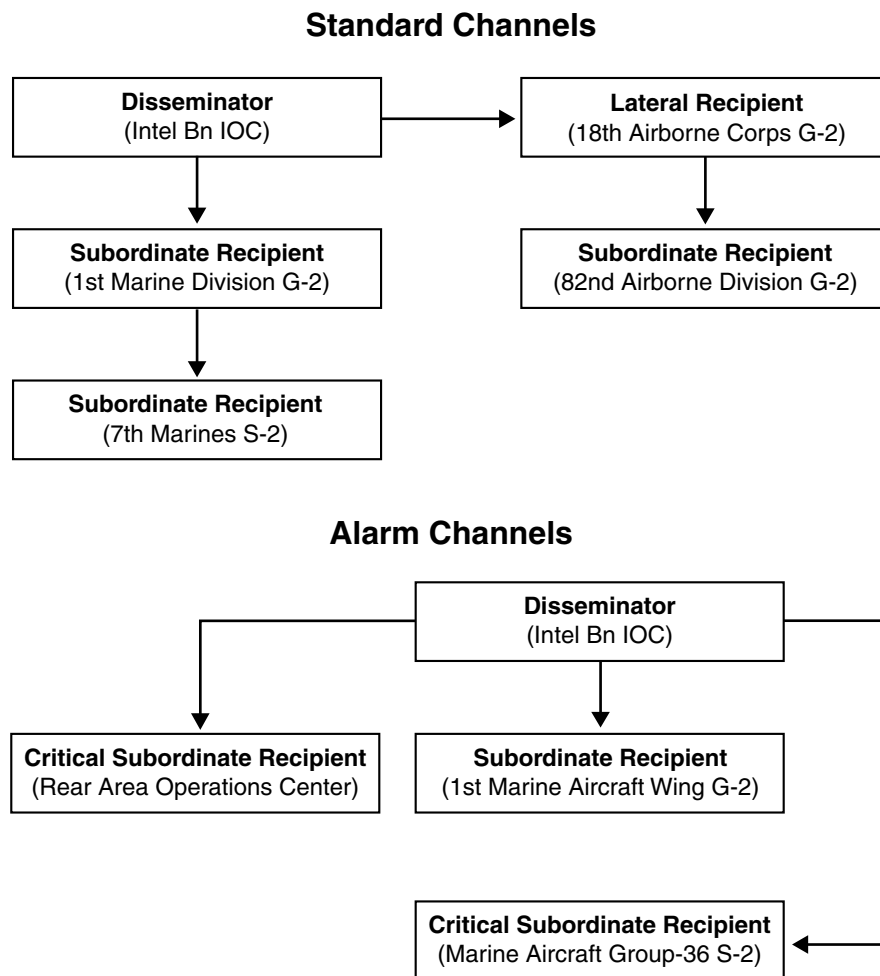 Standard Channels
Disseminator
(Intel Bn IOC)
Lateral Recipient
(18th Airborne Corps G-2)
Subordinate Recipient
(1st Marine Division G-2)
Subordinate Recipient
(82nd Airborne Division G-2)
Subordinate Recipient
(7th Marines S-2)
Alarm Channels
Disseminator
(Intel Bn IOC)
Critical Subordinate Recipient
(Rear Area Operations Center)
Subordinate Recipient
(1st Marine Aircraft Wing G-2)
Critical Subordinate Recipient
(Marine Aircraft Group-36 S-2)